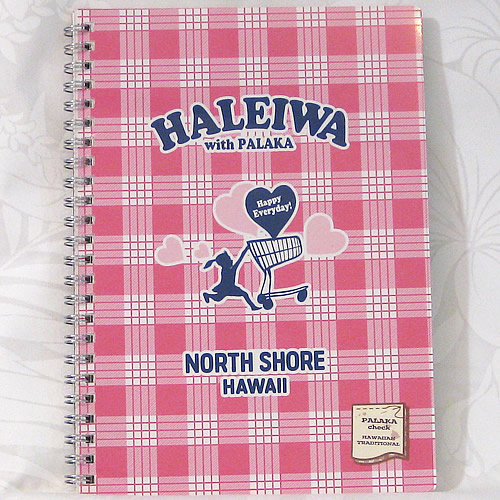 HALEIWA
with PALAKA
Happy
Everyday!
NORTH SHORE
HAWAII
PALAKA
check
HAWAIIAN
TRADITIONAL